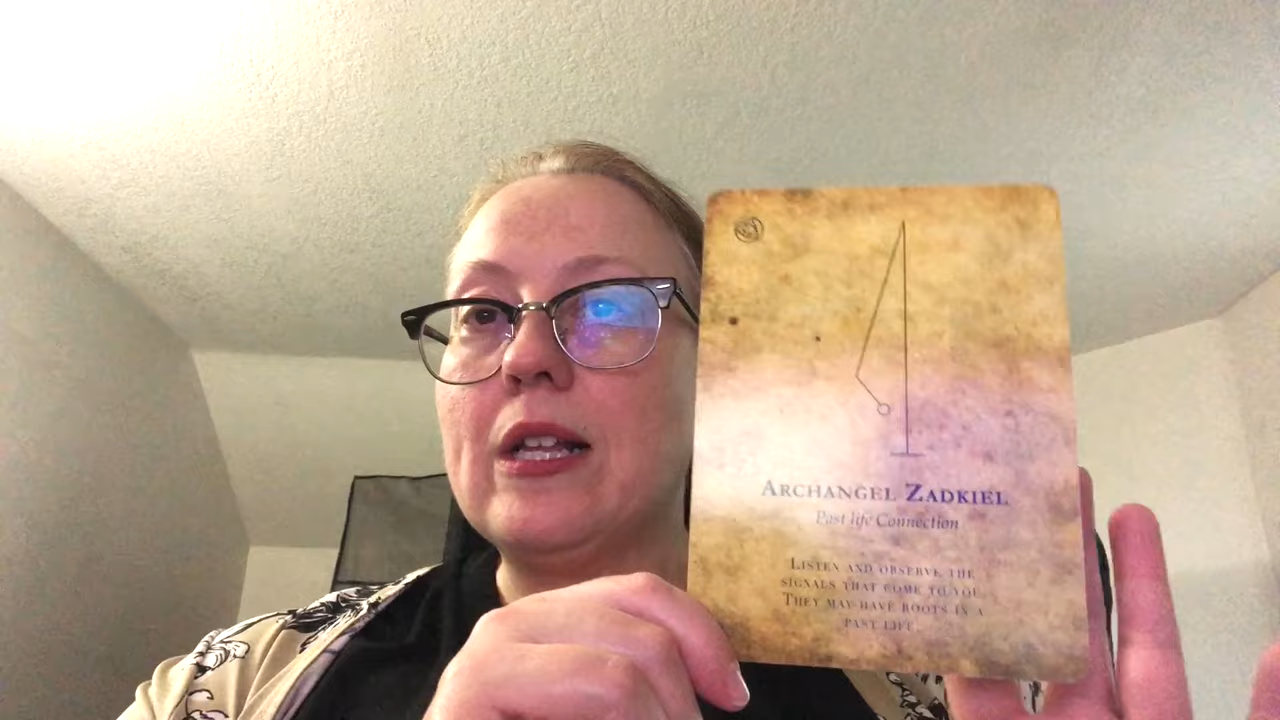 ARCHANGEL ZADKIEL
Past life Connection
LISTEN AND OBSERVE THE
SIGNALS THAT COME TO YOU.
THEY MAY HAVE ROOTS IN A
PAST LIFE.